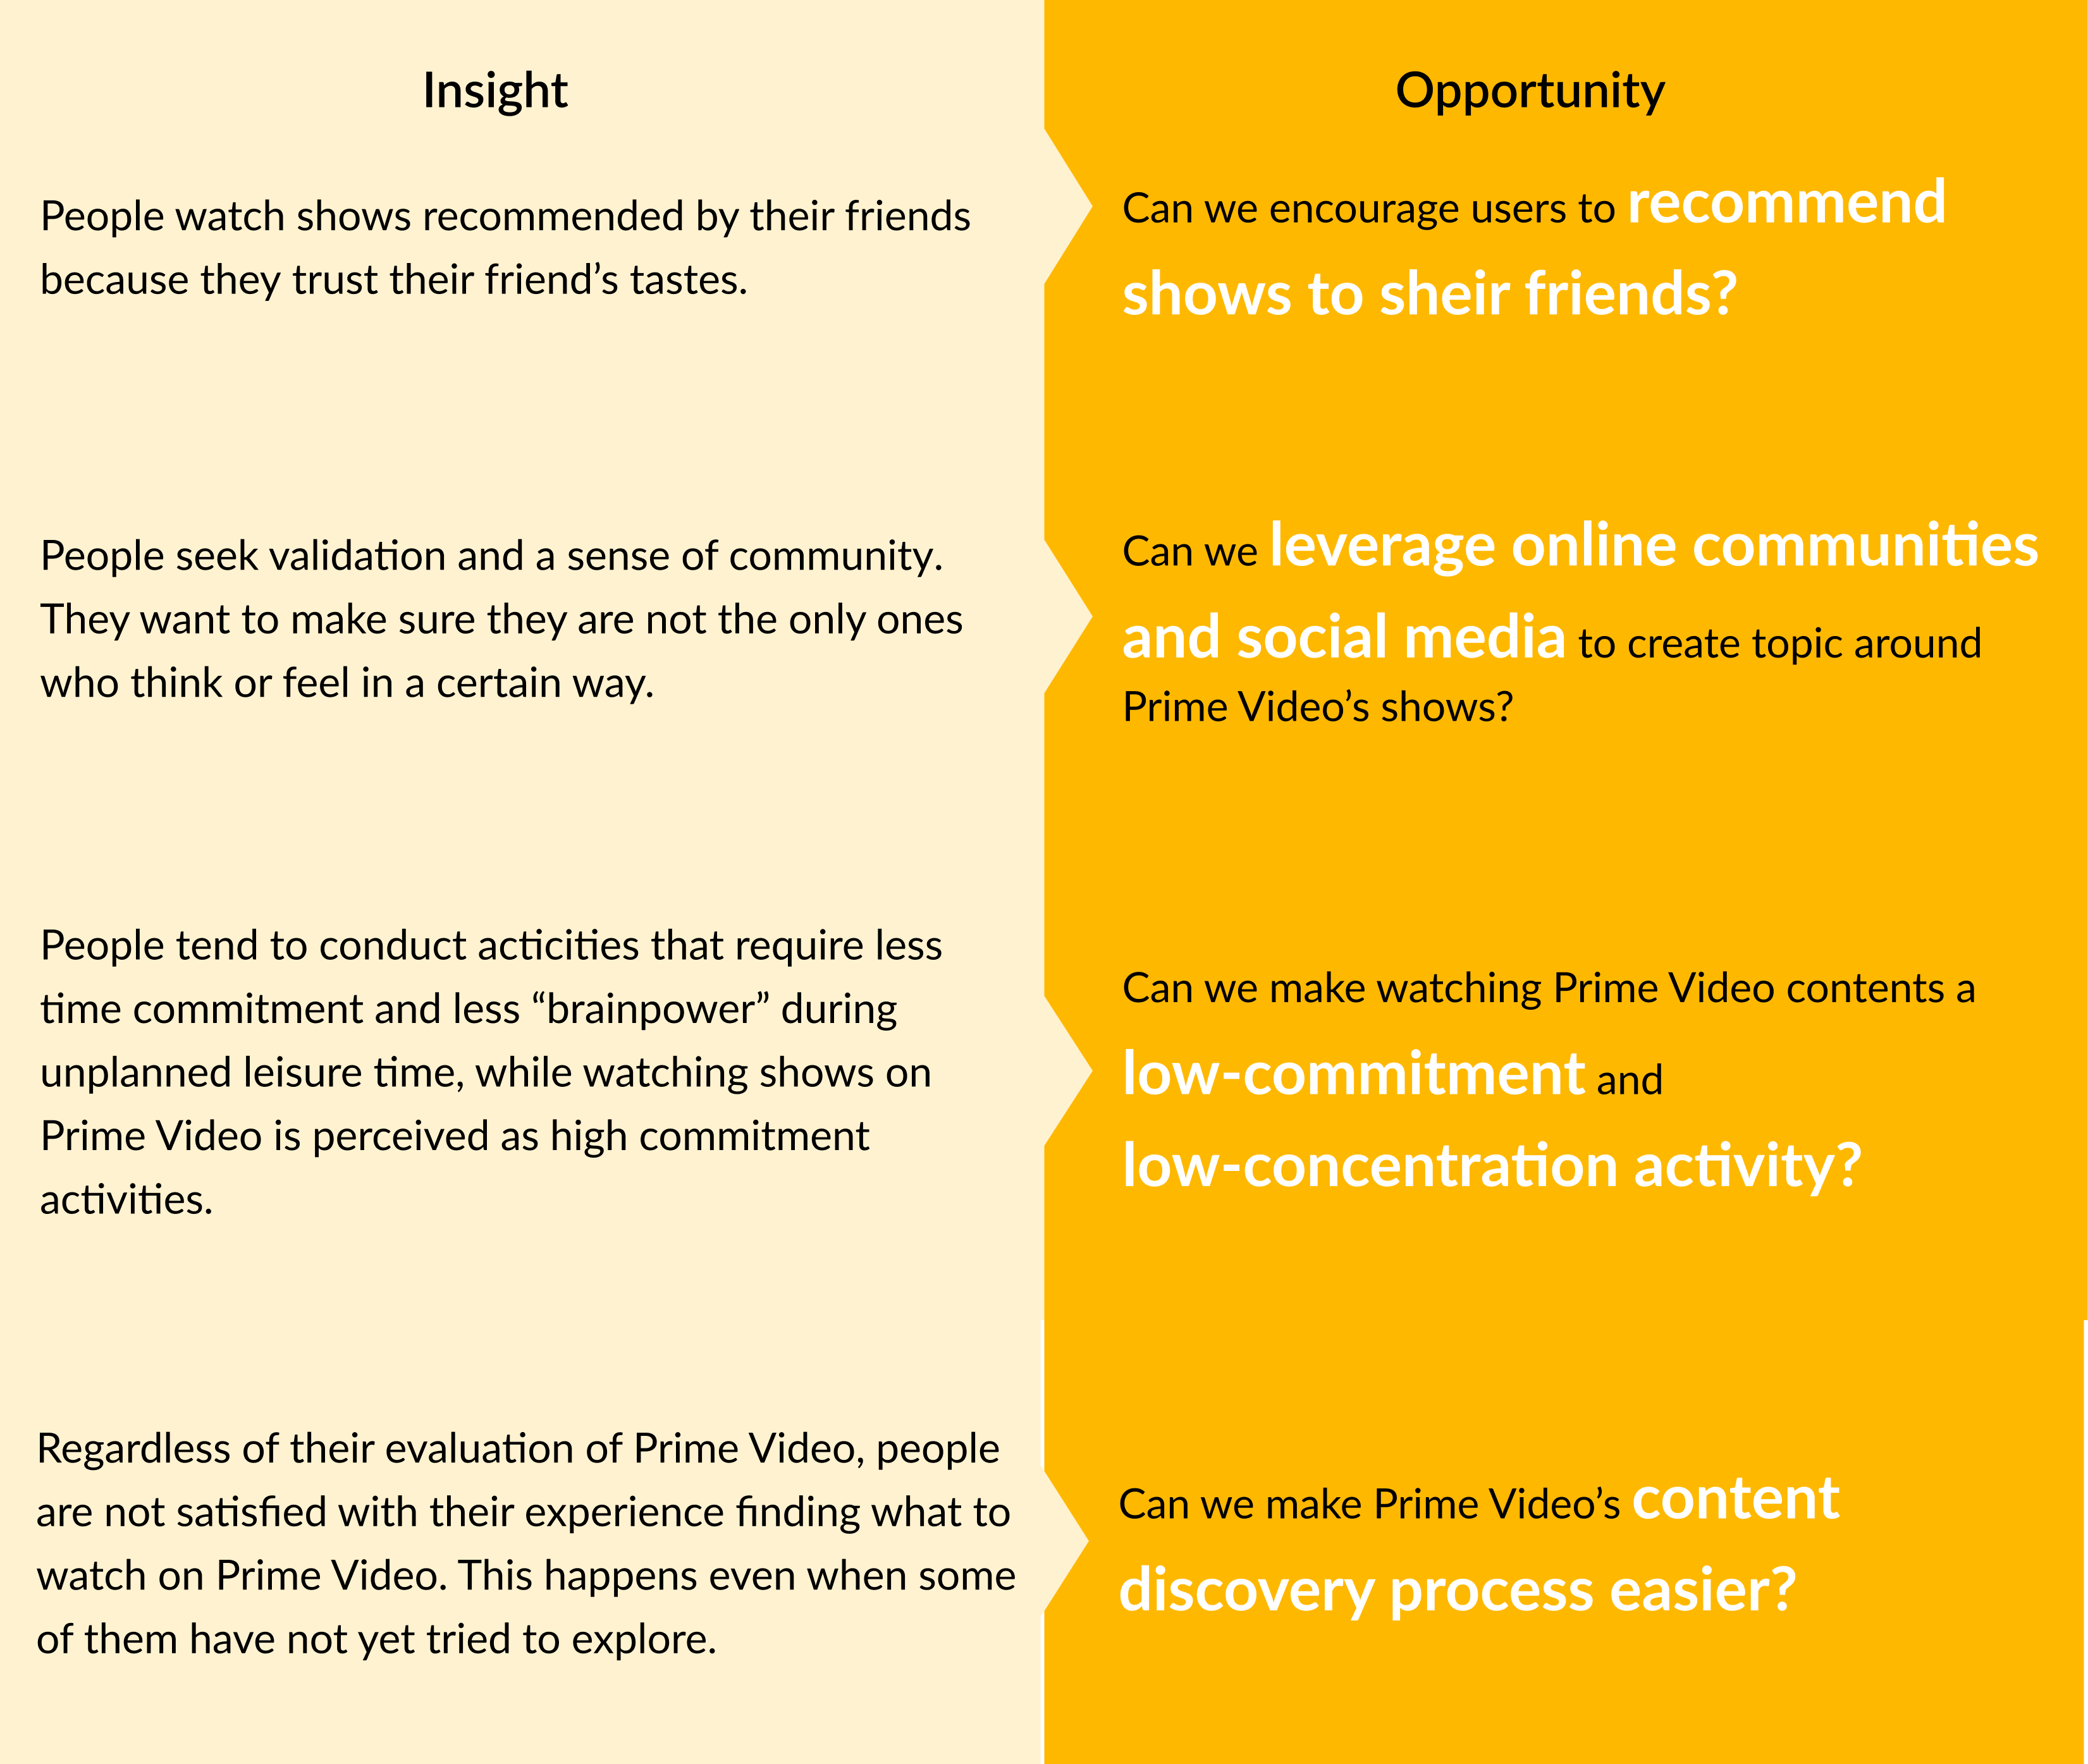 Insight
Opportunity
People watch shows recommended by their friends
because they trust their friend’s tastes.
Can we encourage users to recommend
shows to sheir friends?
People seek validation and a sense of community.
They want to make sure they are not the only ones
who think or feel in a certain way.
Can we leverage online communities
and social media to create topic around
Prime Video’s shows?
People tend to conduct acticities that require less
time commitment and less “brainpower” during
unplanned leisure time, while watching shows on
Prime Video is perceived as high commitment
activities.
Can we make watching Prime Video contents a
low-commitment and
low-concentration activity?
Regardless of their evaluation of Prime Video, people
are not satisfied with their experience finding what to
watch on Prime Video. This happens even when some
of them have not yet tried to explore.
Can we make Prime Video’s content
discovery process easier?